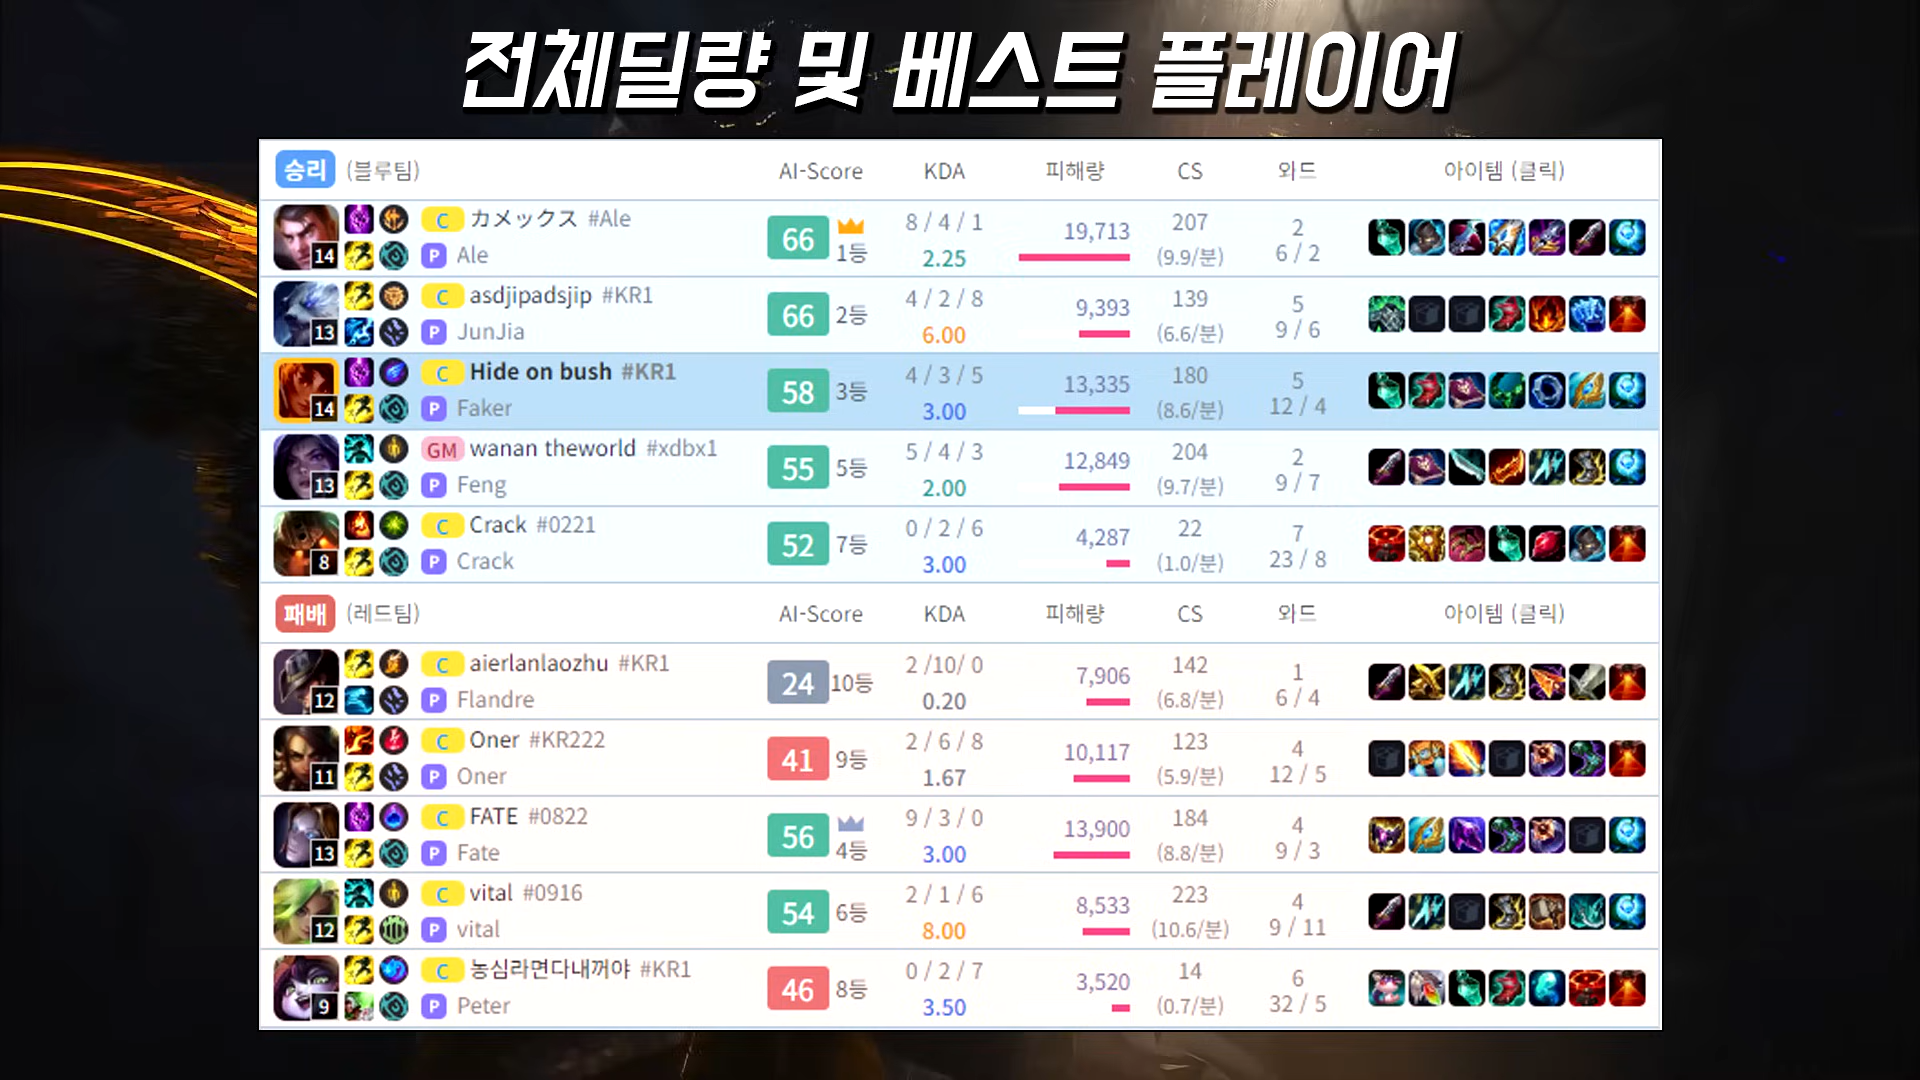 전체딜량 및 베스트 플레이어
승리 (블루팀) AI-Score KDA 피해량 CS 와드 아이템 (클릭)
C カメックス #Ale 66 1등 8 / 4 / 1 19,713 207 2
14 P Ale 2.25 (9.9/분) 6 / 2
C asdjipadsjip #KR1 66 2등 4 / 2 / 8 9,393 139 5
13 P JunJia 6.00 (6.6/분) 9 / 6
C Hide on bush #KR1 58 3등 4 / 3 / 5 13,335 180 5
14 P Faker 3.00 (8.6/분) 12 / 4
GM wanan theworld #xdbx1 55 5등 5 / 4 / 3 12,849 204 2
13 P Feng 2.00 (9.7/분) 9 / 7
C Crack #0221 52 7등 0 / 2 / 6 4,287 22 7
8 P Crack 3.00 (1.0/분) 23 / 8
패배 (레드팀) AI-Score KDA 피해량 CS 와드 아이템 (클릭)
C aierlanlaozhu #KR1 24 10등 2 /10/ 0 7,906 142 1
12 P Flandre 0.20 (6.8/분) 6 / 4
C Oner #KR222 41 9등 2 / 6 / 8 10,117 123 4
11 P Oner 1.67 (5.9/분) 12 / 5
C FATE #0822 56 4등 9 / 3 / 0 13,900 184 4
13 P Fate 3.00 (8.8/분) 9 / 3
C vital #0916 54 6등 2 / 1 / 6 8,533 223 4
12 P vital 8.00 (10.6/분) 9 / 11
C 농심라면다내꺼야 #KR1 46 8등 0 / 2 / 7 3,520 14 6
9 P Peter 3.50 (0.7/분) 32 / 5